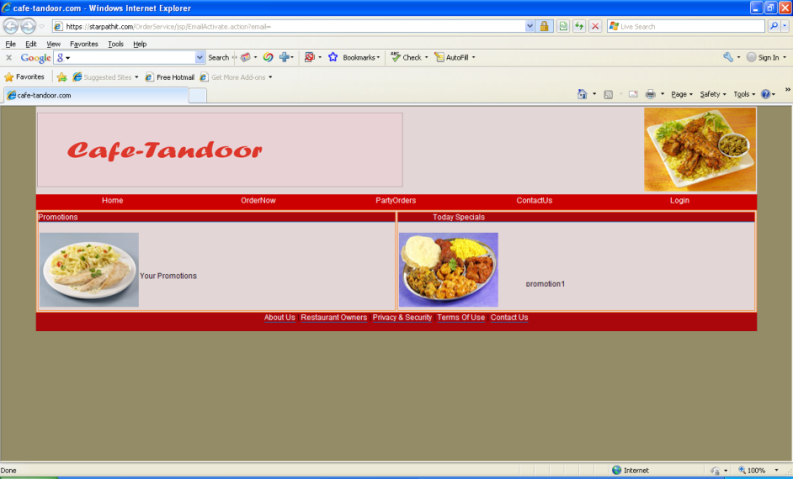 cafe-tandoor.com - Windows Internet Explorer
https://starpathit.com/OrderService/jsp/EmailActivate.action?email=
Live Search
File Edit View Favorites Tools Help
x Google g Search Bookmarks Check AutoFill Sign In
Favorites Suggested Sites Free Hotmail Get More Add-ons
cafe-tandoor.com Page Safety Tools
Cafe-Tandoor
Home OrderNow PartyOrders ContactUs Login
Promotions Today Specials
Your Promotions promotion1
About Us Restaurant Owners Privacy & Security Terms Of Use Contact Us
Done Internet 100%